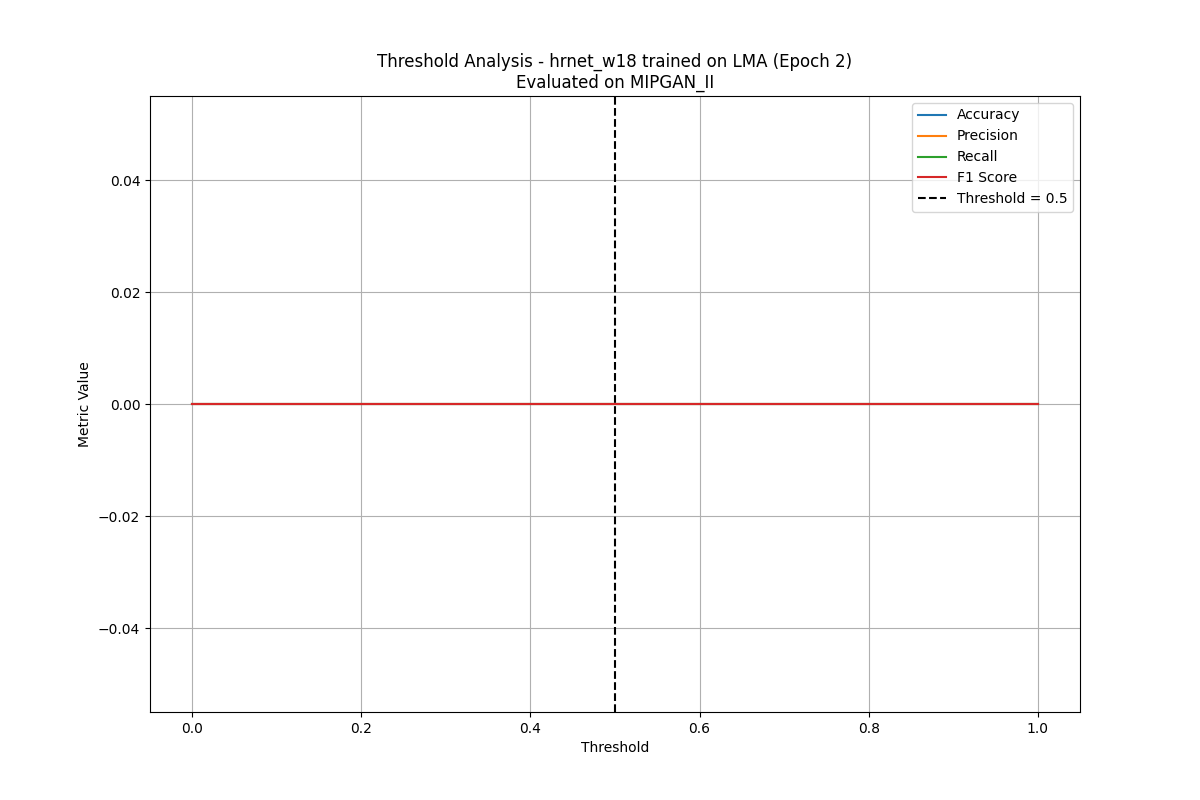 Threshold Analysis - hrnet_w18 trained on LMA (Epoch 2)
Evaluated on MIPGAN_II
Accuracy
Precision
Recall
F1 Score
Threshold = 0.5
Metric Value
0.04
0.02
0.00
−0.02
−0.04
0.0 0.2 0.4 0.6 0.8 1.0
Threshold